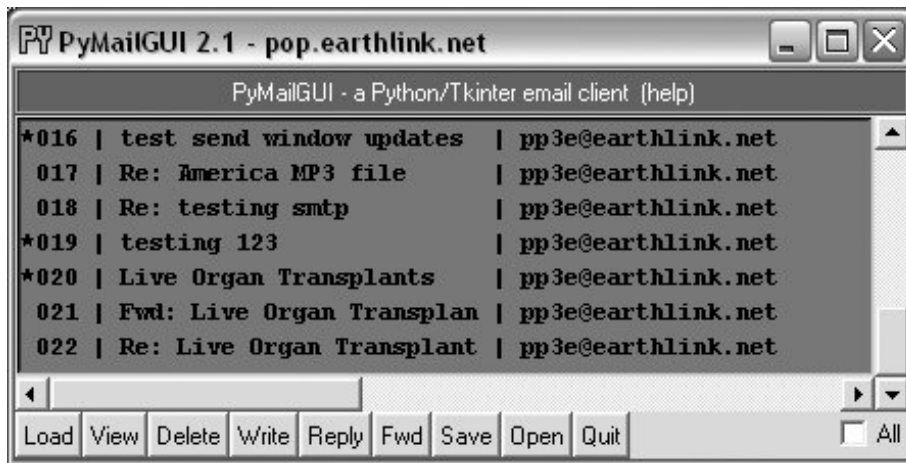 PY PyMailGUI 2.1 - pop.earthlink.net
PyMailGUI - a Python/Tkinter email client (help)
*016 | test send window updates | pp3e@earthlink.net
017 | Re: America MP3 file | pp3e@earthlink.net
018 | Re: testing smtp | pp3e@earthlink.net
*019 | testing 123 | pp3e@earthlink.net
*020 | Live Organ Transplants | pp3e@earthlink.net
021 | Fwd: Live Organ Transplan | pp3e@earthlink.net
022 | Re: Live Organ Transplant | pp3e@earthlink.net
Load View Delete Write Reply Fwd Save Open Quit All